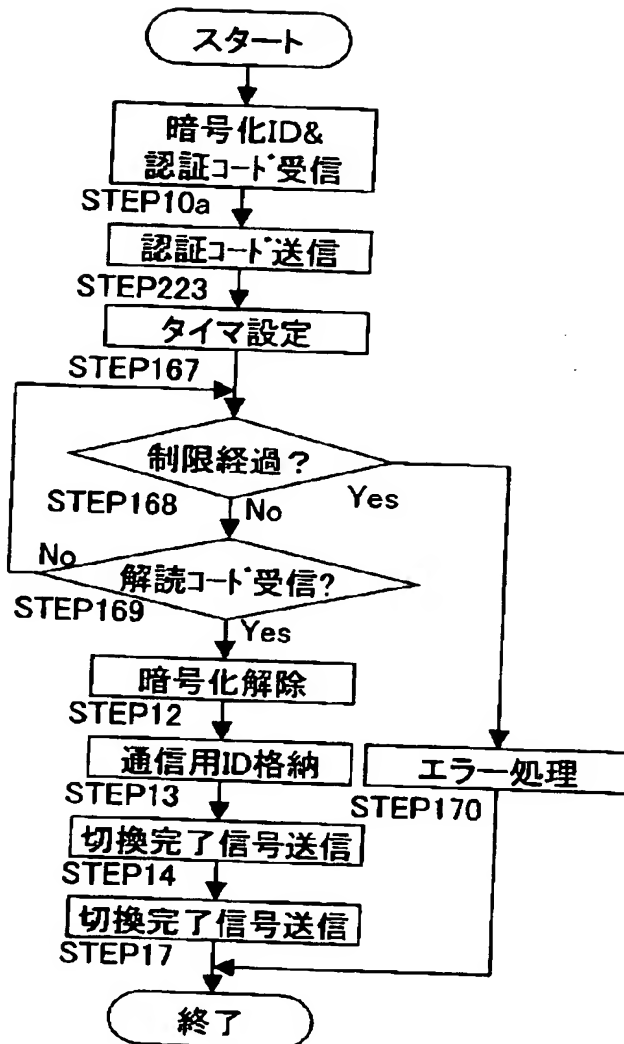 スタート
暗号化ID&
認証コード受信
STEP10a
認証コード送信
STEP223
タイマ設定
STEP167
制限経過？
STEP168
No
Yes
No
解読コード受信?
STEP169
Yes
暗号化解除
STEP12
通信用ID格納
エラー処理
STEP13
STEP170
切換完了信号送信
STEP14
切換完了信号送信
STEP17
終了